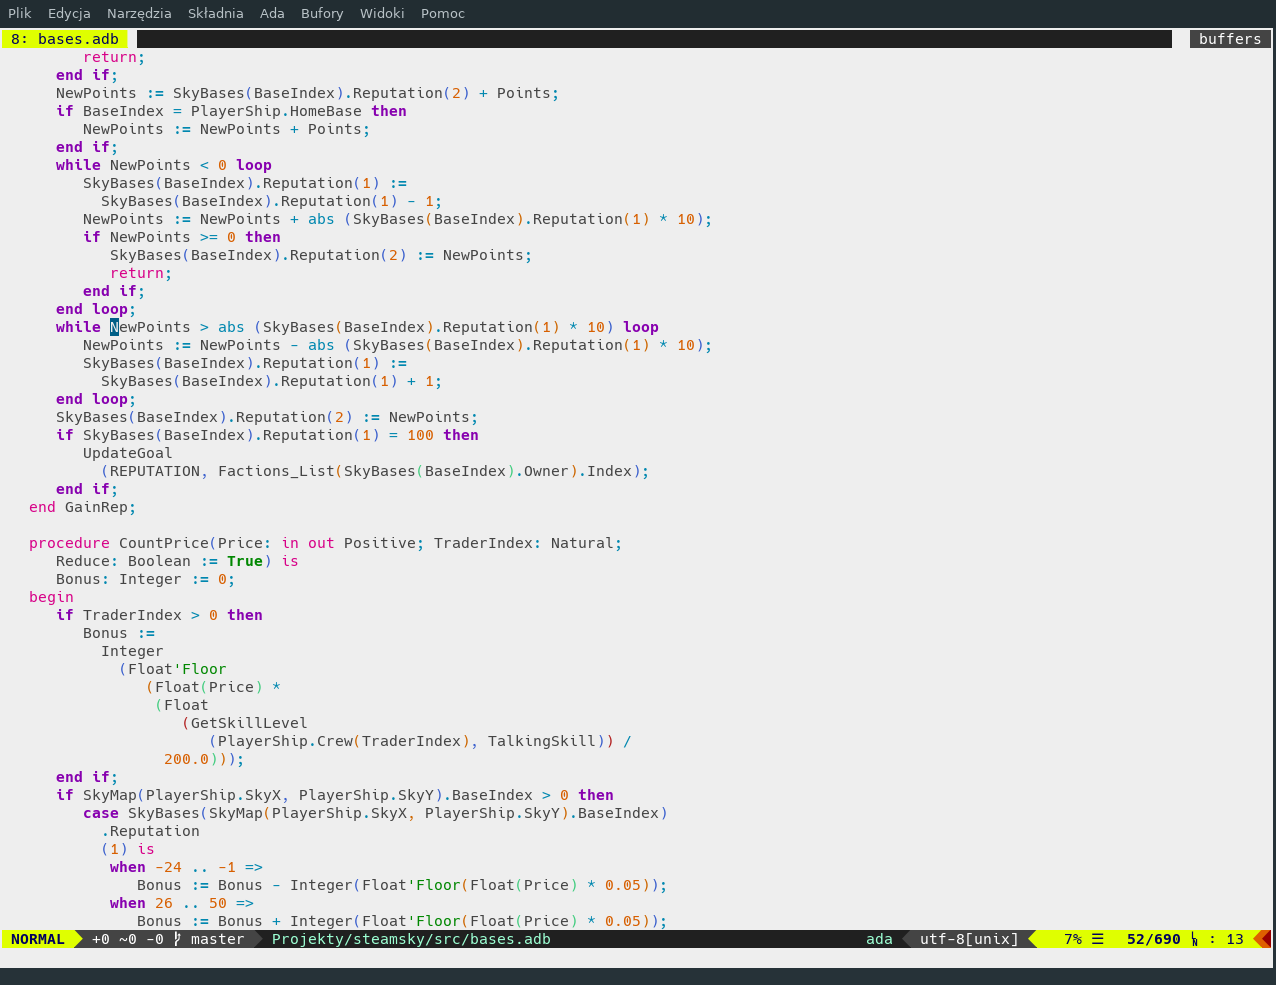 Plik Edycja Narzędzia Składnia Ada Bufory Widoki Pomoc
8: bases.adb buffers
         return;
      end if;
      NewPoints := SkyBases(BaseIndex).Reputation(2) + Points;
      if BaseIndex = PlayerShip.HomeBase then
         NewPoints := NewPoints + Points;
      end if;
      while NewPoints < 0 loop
         SkyBases(BaseIndex).Reputation(1) :=
           SkyBases(BaseIndex).Reputation(1) - 1;
         NewPoints := NewPoints + abs (SkyBases(BaseIndex).Reputation(1) * 10);
         if NewPoints >= 0 then
            SkyBases(BaseIndex).Reputation(2) := NewPoints;
            return;
         end if;
      end loop;
      while NewPoints > abs (SkyBases(BaseIndex).Reputation(1) * 10) loop
         NewPoints := NewPoints - abs (SkyBases(BaseIndex).Reputation(1) * 10);
         SkyBases(BaseIndex).Reputation(1) :=
           SkyBases(BaseIndex).Reputation(1) + 1;
      end loop;
      SkyBases(BaseIndex).Reputation(2) := NewPoints;
      if SkyBases(BaseIndex).Reputation(1) = 100 then
         UpdateGoal
           (REPUTATION, Factions_List(SkyBases(BaseIndex).Owner).Index);
      end if;
   end GainRep;

   procedure CountPrice(Price: in out Positive; TraderIndex: Natural;
      Reduce: Boolean := True) is
      Bonus: Integer := 0;
   begin
      if TraderIndex > 0 then
         Bonus :=
           Integer
             (Float'Floor
                (Float(Price) *
                 (Float
                    (GetSkillLevel
                       (PlayerShip.Crew(TraderIndex), TalkingSkill)) /
                  200.0)));
      end if;
      if SkyMap(PlayerShip.SkyX, PlayerShip.SkyY).BaseIndex > 0 then
         case SkyBases(SkyMap(PlayerShip.SkyX, PlayerShip.SkyY).BaseIndex)
           .Reputation
           (1) is
            when -24 .. -1 =>
               Bonus := Bonus - Integer(Float'Floor(Float(Price) * 0.05));
            when 26 .. 50 =>
               Bonus := Bonus + Integer(Float'Floor(Float(Price) * 0.05));
NORMAL +0 ~0 -0 master Projekty/steamsky/src/bases.adb ada utf-8[unix] 7% ☰ 52/690 : 13